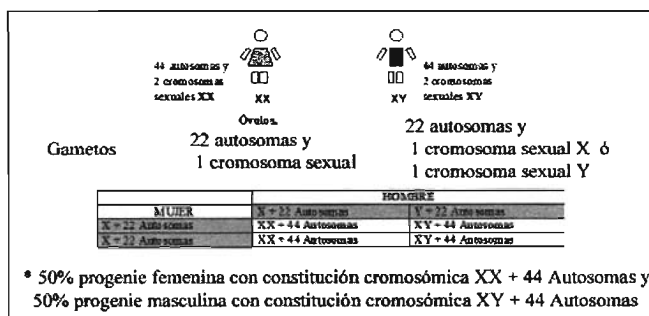 44 autosomas y
2 cromosomas
sexuales XX
XX
44 autosomas y
2 cromosomas
sexuales XY
XY
Óvulos
Gametos
22 autosomas y
1 cromosoma sexual
22 autosomas y
1 cromosoma sexual X ó
1 cromosoma sexual Y
HOMBRE
MUJER X + 22 Autosomas Y + 22 Autosomas
X + 22 Autosomas XX + 44 Autosomas XY + 44 Autosomas
X + 22 Autosomas XX + 44 Autosomas XY + 44 Autosomas
* 50% progenie femenina con constitución cromosómica XX + 44 Autosomas y
50% progenie masculina con constitución cromosómica XY + 44 Autosomas